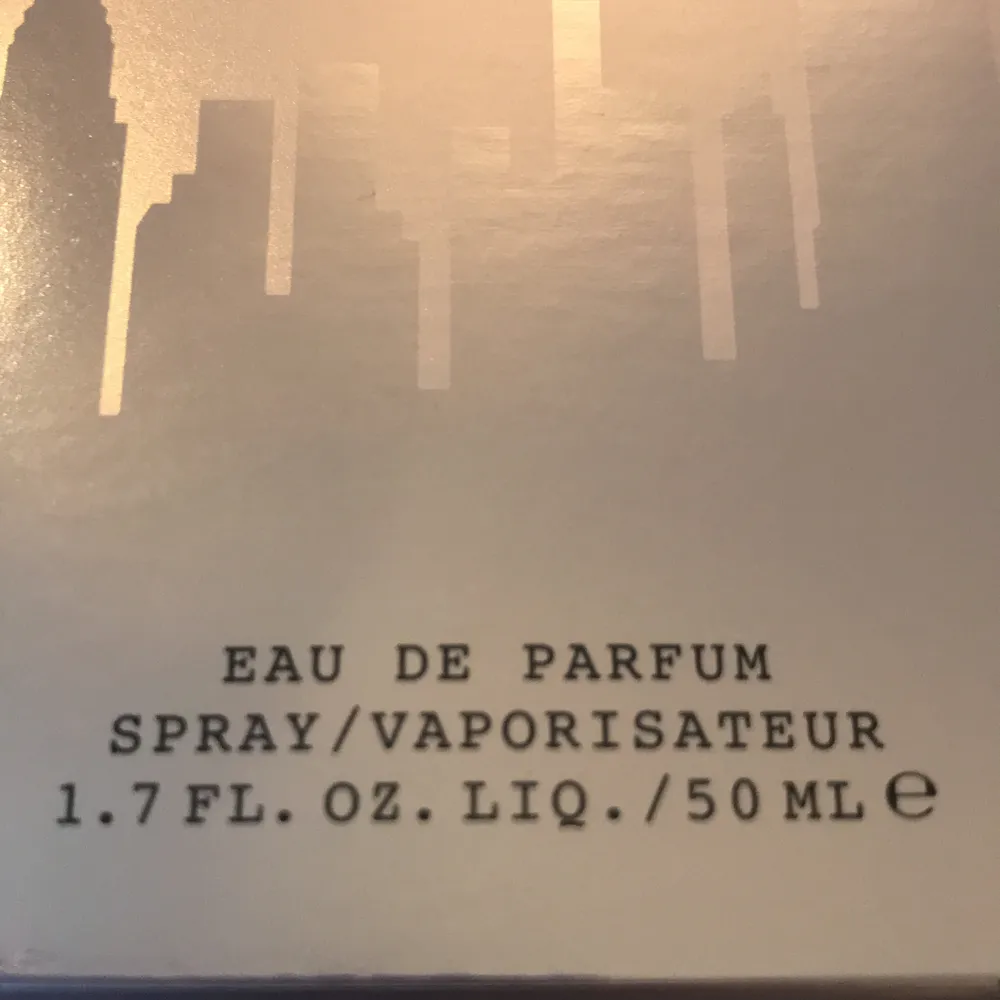 EAU DE PARFUM
SPRAY/VAPORISATEUR
1.7 FL. OZ. LIQ./50 ML ℮